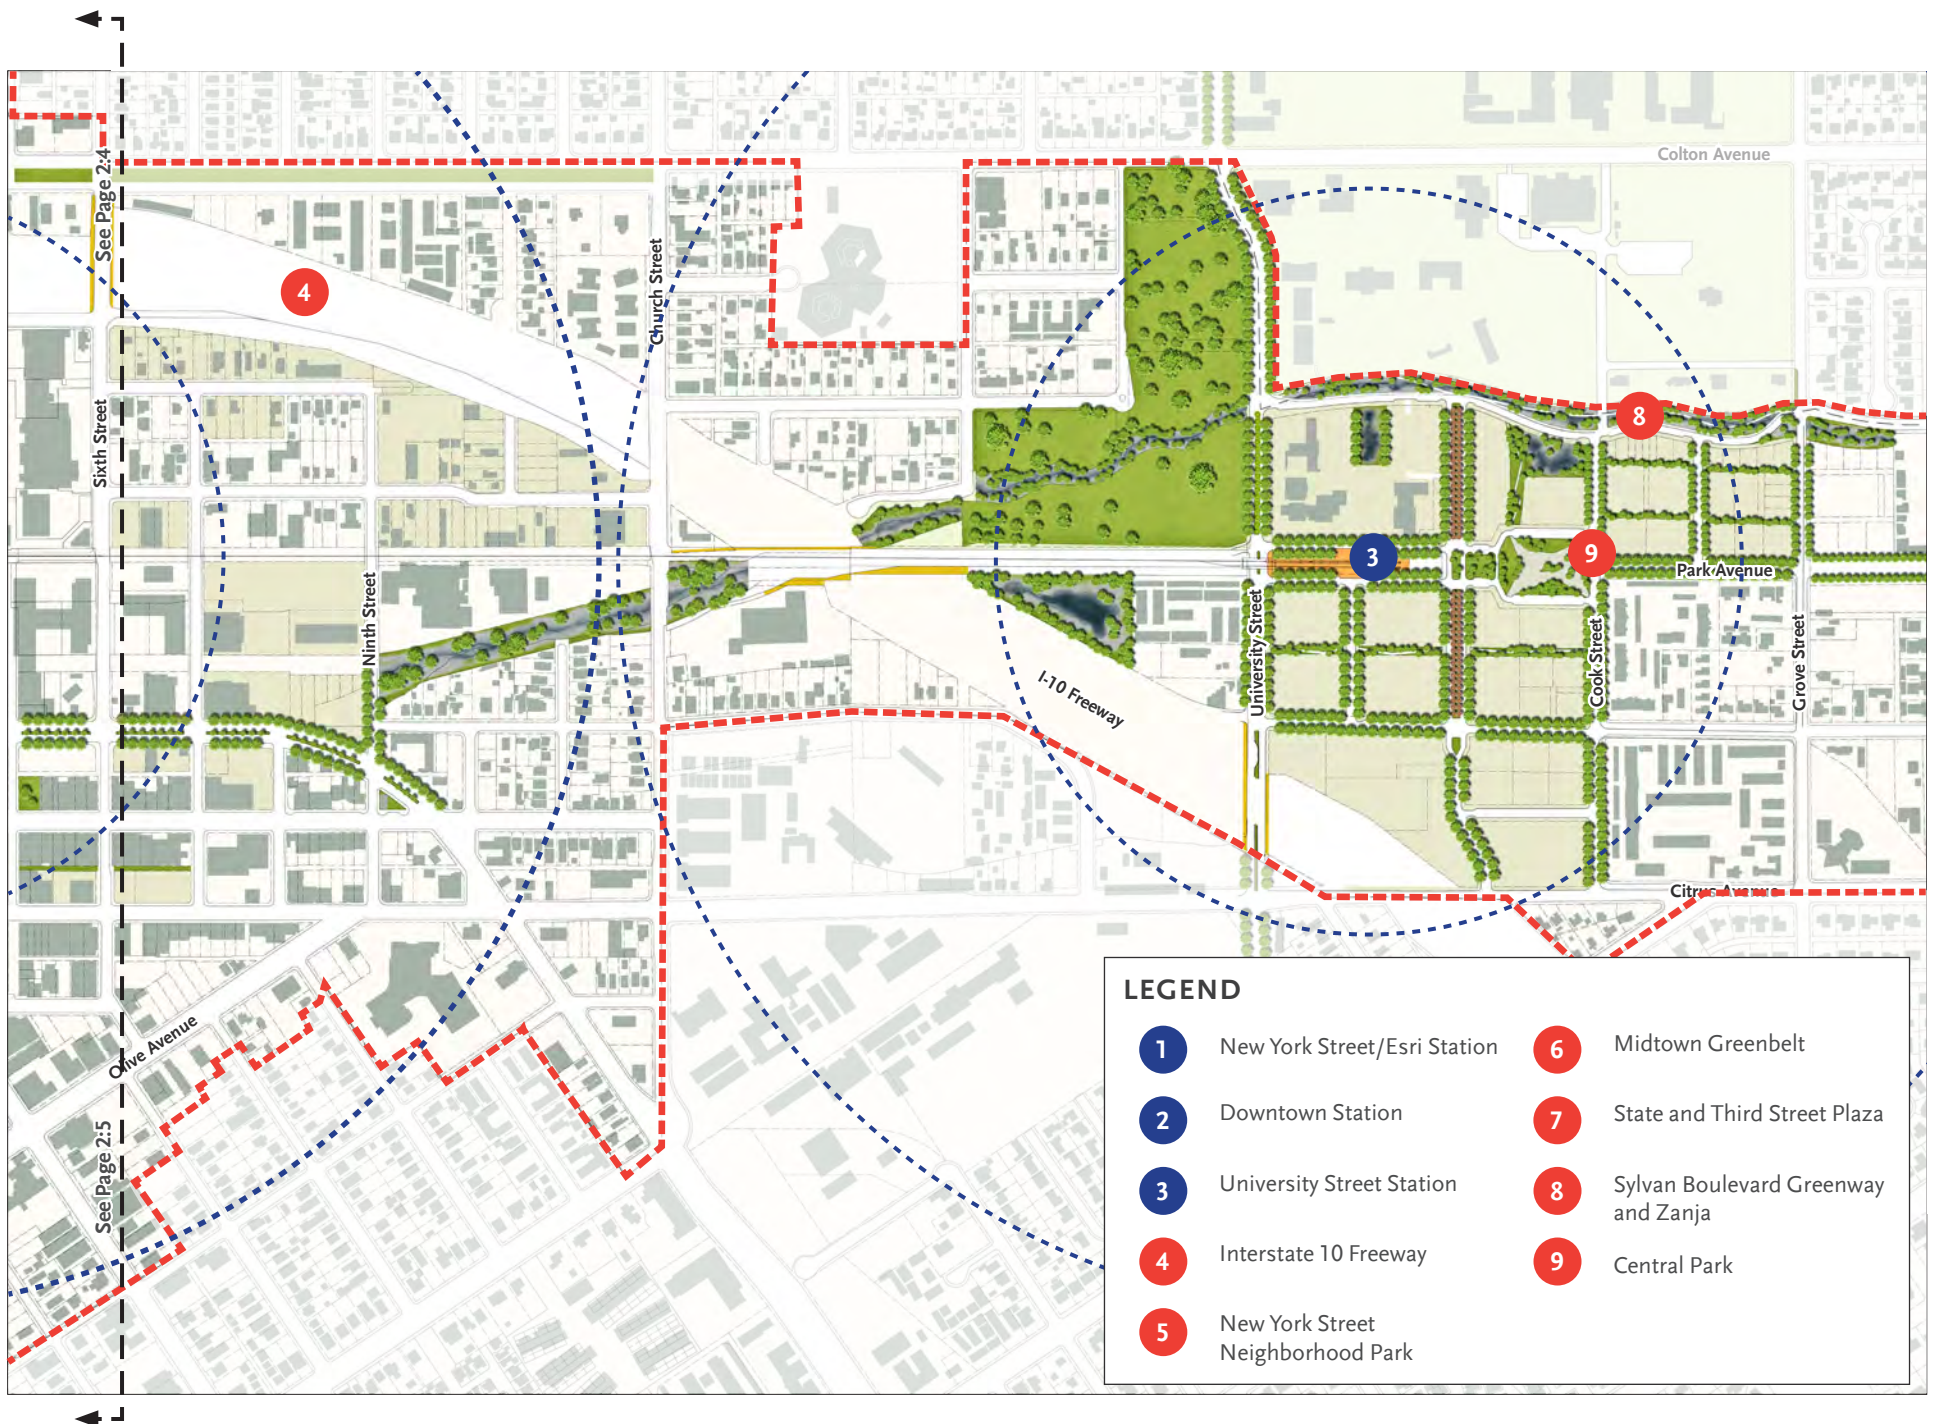 Colton Avenue
See Page 2:4
4
Church Street
Sixth Street
8
9
3
Park Avenue
Ninth Street
University Street
Cook Street
Grove Street
I-10 Freeway
Citrus Avenue
Olive Avenue
See Page 2:5
LEGEND
1 New York Street/Esri Station
2 Downtown Station
3 University Street Station
4 Interstate 10 Freeway
5 New York Street
Neighborhood Park
6 Midtown Greenbelt
7 State and Third Street Plaza
8 Sylvan Boulevard Greenway
and Zanja
9 Central Park